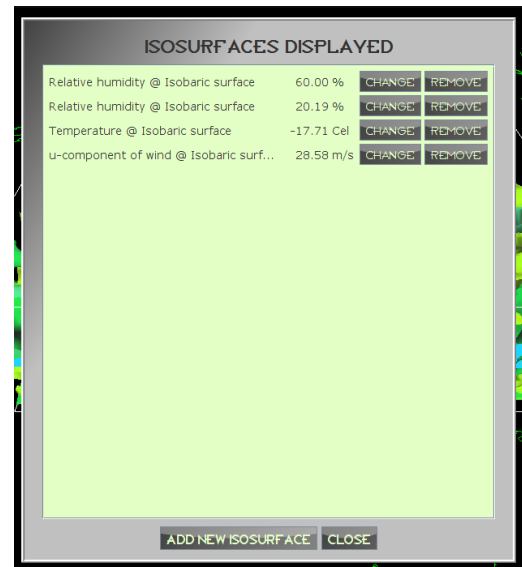 ISOSURFACES DISPLAYED
Relative humidity @ Isobaric surface 60.00 % CHANGE REMOVE
Relative humidity @ Isobaric surface 20.19 % CHANGE REMOVE
Temperature @ Isobaric surface -17.71 Cel CHANGE REMOVE
u-component of wind @ Isobaric surf... 28.58 m/s CHANGE REMOVE
ADD NEW ISOSURFACE CLOSE